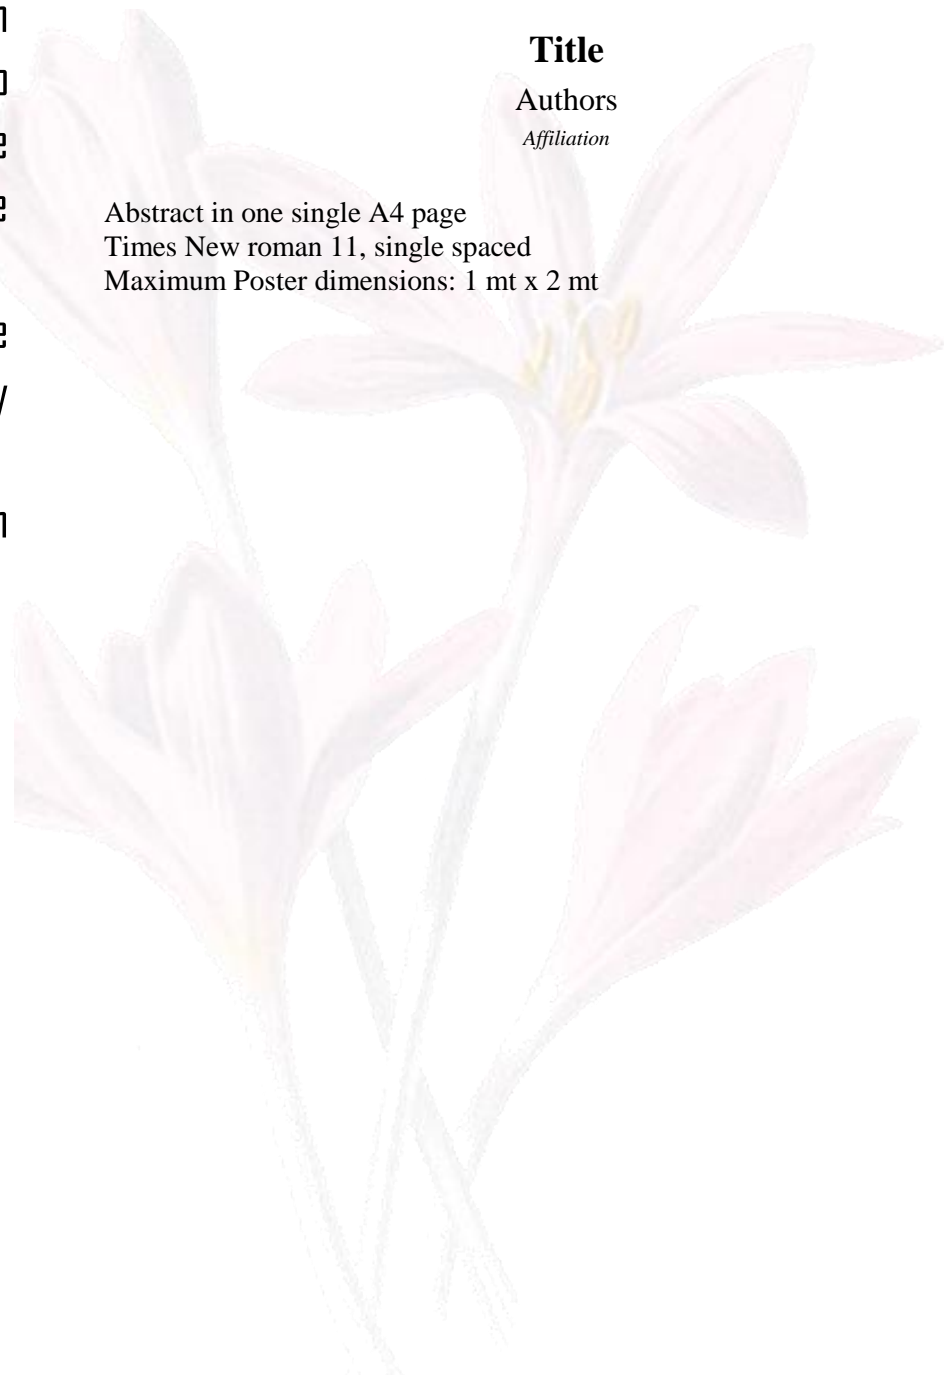 Title
Authors
Affiliation
Abstract in one single A4 page
Times New roman 11, single spaced
Maximum Poster dimensions: 1 mt x 2 mt